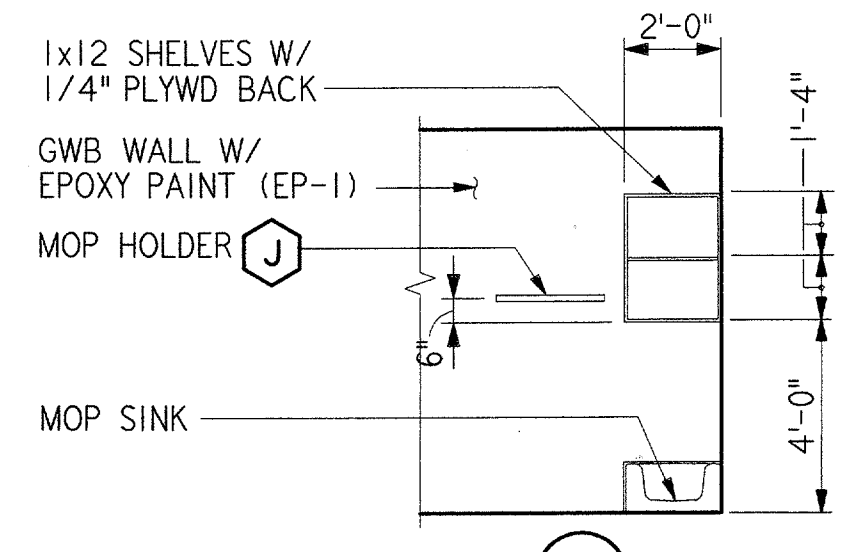 2'-0"
1x12 SHELVES W/
1/4" PLYWD BACK
1'-4"
GWB WALL W/
EPOXY PAINT (EP-1)
MOP HOLDER J
6"
4'-0"
MOP SINK